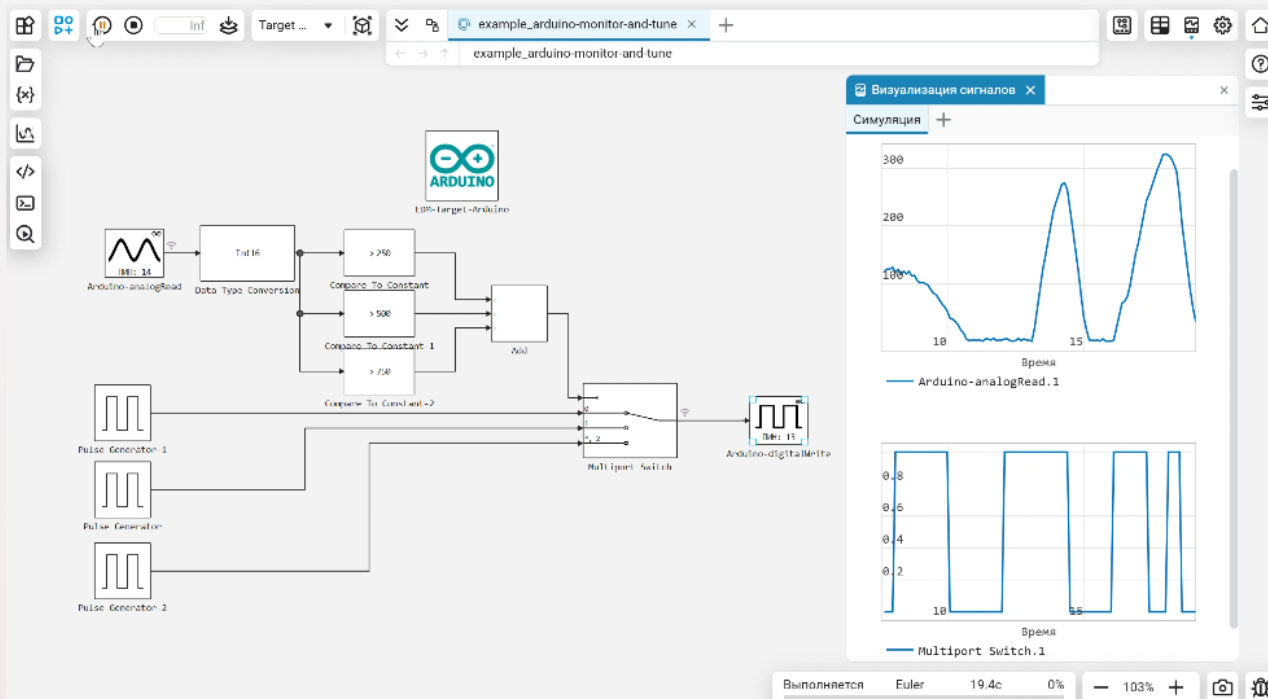 Inf
Target ...
example_arduino-monitor-and-tune
example_arduino-monitor-and-tune
Визуализация сигналов
Симуляция
300
200
100
10
15
Время
Arduino-analogRead.1
0.8
0.6
0.4
0.2
10
15
Время
Multiport Switch.1
ARDUINO
EDM-Target-Arduino
ПИН: 14
Arduino-analogRead
Int16
Data Type Conversion
> 250
Compare To Constant
> 500
Compare To Constant-1
> 750
Compare To Constant-2
Add
Pulse Generator-1
Pulse Generator
Pulse Generator-2
*, 2
Multiport Switch
ПИН: 13
Arduino-digitalWrite
Выполняется
Euler
19.4с
0%
103%